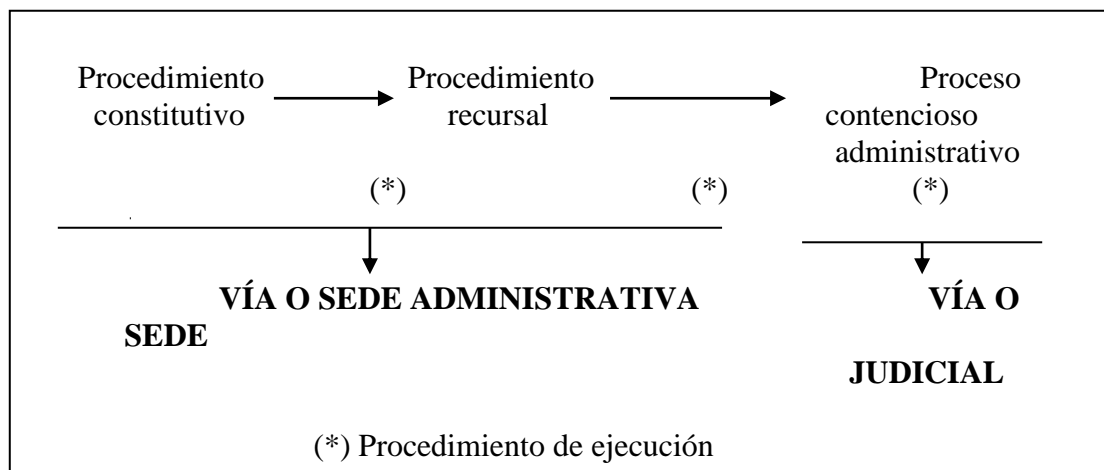 Procedimiento Procedimiento Proceso
constitutivo recursal contencioso
administrativo
(*) (*) (*)
VÍA O SEDE ADMINISTRATIVA VÍA O
SEDE
JUDICIAL
(*) Procedimiento de ejecución